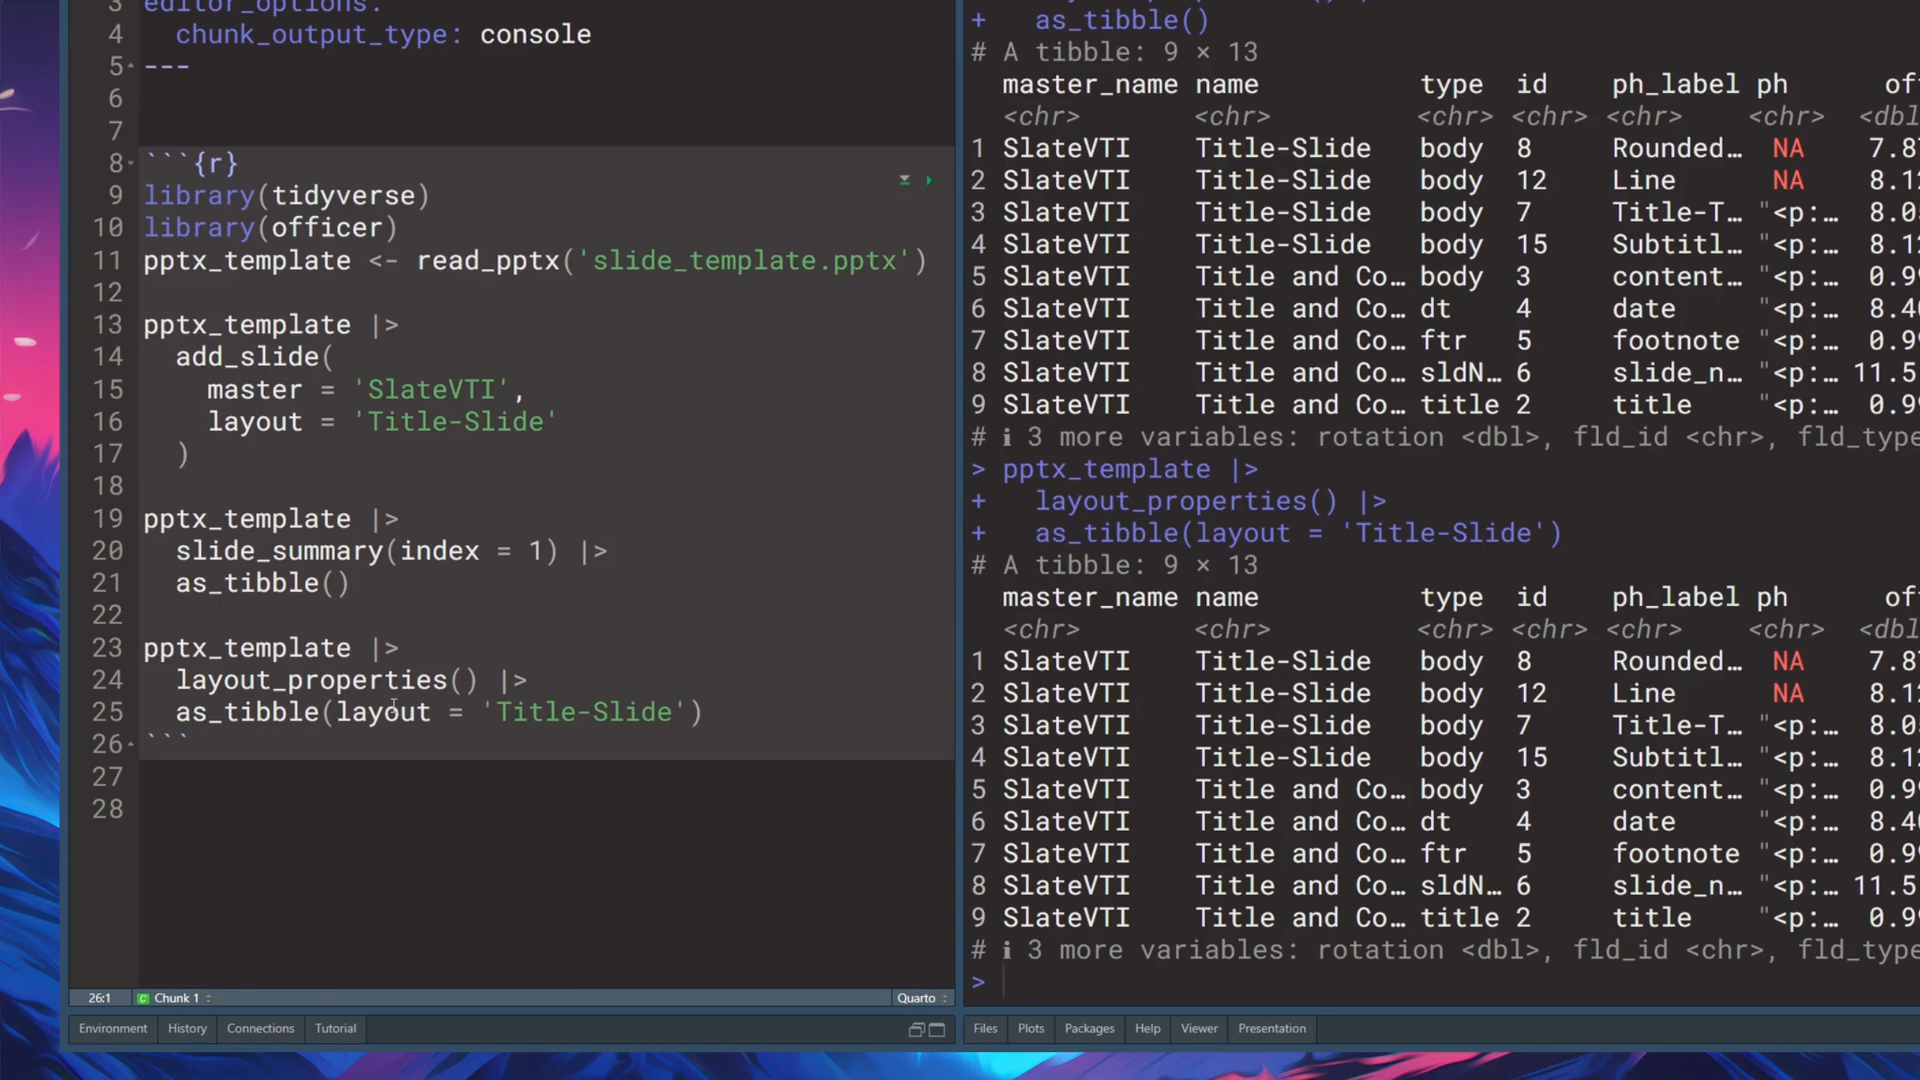 3 editor_options:
4   chunk_output_type: console
5 ---
6
7
8 ```{r}
9 library(tidyverse)
10 library(officer)
11 pptx_template <- read_pptx('slide_template.pptx')
12
13 pptx_template |>
14   add_slide(
15     master = 'SlateVTI',
16     layout = 'Title-Slide'
17   )
18
19 pptx_template |>
20   slide_summary(index = 1) |>
21   as_tibble()
22
23 pptx_template |>
24   layout_properties() |>
25   as_tibble(layout = 'Title-Slide')
26 ```
27
28
26:1 Chunk 1 Quarto
Environment History Connections Tutorial
+   as_tibble()
# A tibble: 9 × 13
master_name name type id ph_label ph off
<chr> <chr> <chr> <chr> <chr> <chr> <dbl
1 SlateVTI Title-Slide body 8 Rounded… NA 7.8
2 SlateVTI Title-Slide body 12 Line NA 8.1
3 SlateVTI Title-Slide body 7 Title-T… "<p:… 8.0
4 SlateVTI Title-Slide body 15 Subtitl… "<p:… 8.1
5 SlateVTI Title and Co… body 3 content… "<p:… 0.9
6 SlateVTI Title and Co… dt 4 date "<p:… 8.4
7 SlateVTI Title and Co… ftr 5 footnote "<p:… 0.9
8 SlateVTI Title and Co… sldN… 6 slide_n… "<p:… 11.5
9 SlateVTI Title and Co… title 2 title "<p:… 0.9
# ℹ 3 more variables: rotation <dbl>, fld_id <chr>, fld_type
> pptx_template |>
+   layout_properties() |>
+   as_tibble(layout = 'Title-Slide')
# A tibble: 9 × 13
master_name name type id ph_label ph off
<chr> <chr> <chr> <chr> <chr> <chr> <dbl
1 SlateVTI Title-Slide body 8 Rounded… NA 7.8
2 SlateVTI Title-Slide body 12 Line NA 8.1
3 SlateVTI Title-Slide body 7 Title-T… "<p:… 8.0
4 SlateVTI Title-Slide body 15 Subtitl… "<p:… 8.1
5 SlateVTI Title and Co… body 3 content… "<p:… 0.9
6 SlateVTI Title and Co… dt 4 date "<p:… 8.4
7 SlateVTI Title and Co… ftr 5 footnote "<p:… 0.9
8 SlateVTI Title and Co… sldN… 6 slide_n… "<p:… 11.5
9 SlateVTI Title and Co… title 2 title "<p:… 0.9
# ℹ 3 more variables: rotation <dbl>, fld_id <chr>, fld_type
>
Files Plots Packages Help Viewer Presentation